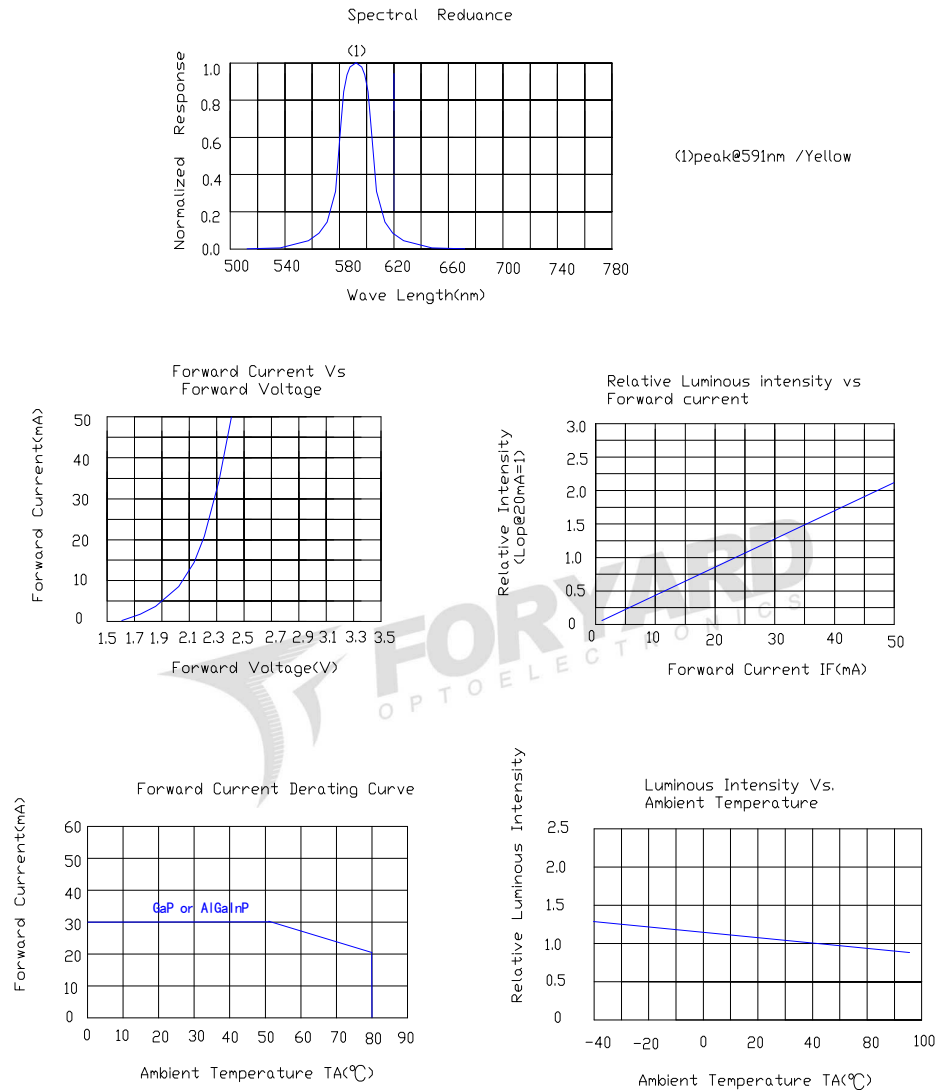 Spectral Reduance
(1)
Normalized Response
1.0
0.8
0.6
0.4
0.2
0.0
500 540 580 620 660 700 740 780
Wave Length(nm)
(1)peak@591nm /Yellow
Forward Current Vs
Forward Voltage
Forward Current(mA)
50
40
30
20
10
0
1.5 1.7 1.9 2.1 2.3 2.5 2.7 2.9 3.1 3.3 3.5
Forward Voltage(V)
Relative Luminous intensity vs
Forward current
Relative Intensity
(Lop@20mA=1)
3.0
2.5
2.0
1.5
1.0
0.5
0
0 10 20 30 40 50
Forward Current IF(mA)
FORYARD
OPTOELECTRONICS
Forward Current Derating Curve
Forward Current(mA)
60
50
40
30
20
10
0
GaP or AlGaInP
0 10 20 30 40 50 60 70 80 90
Ambient Temperature TA(℃)
Luminous Intensity Vs.
Ambient Temperature
Relative Luminous Intensity
2.5
2.0
1.5
1.0
0.5
0
-40 -20 0 20 40 80 100
Ambient Temperature TA(℃)